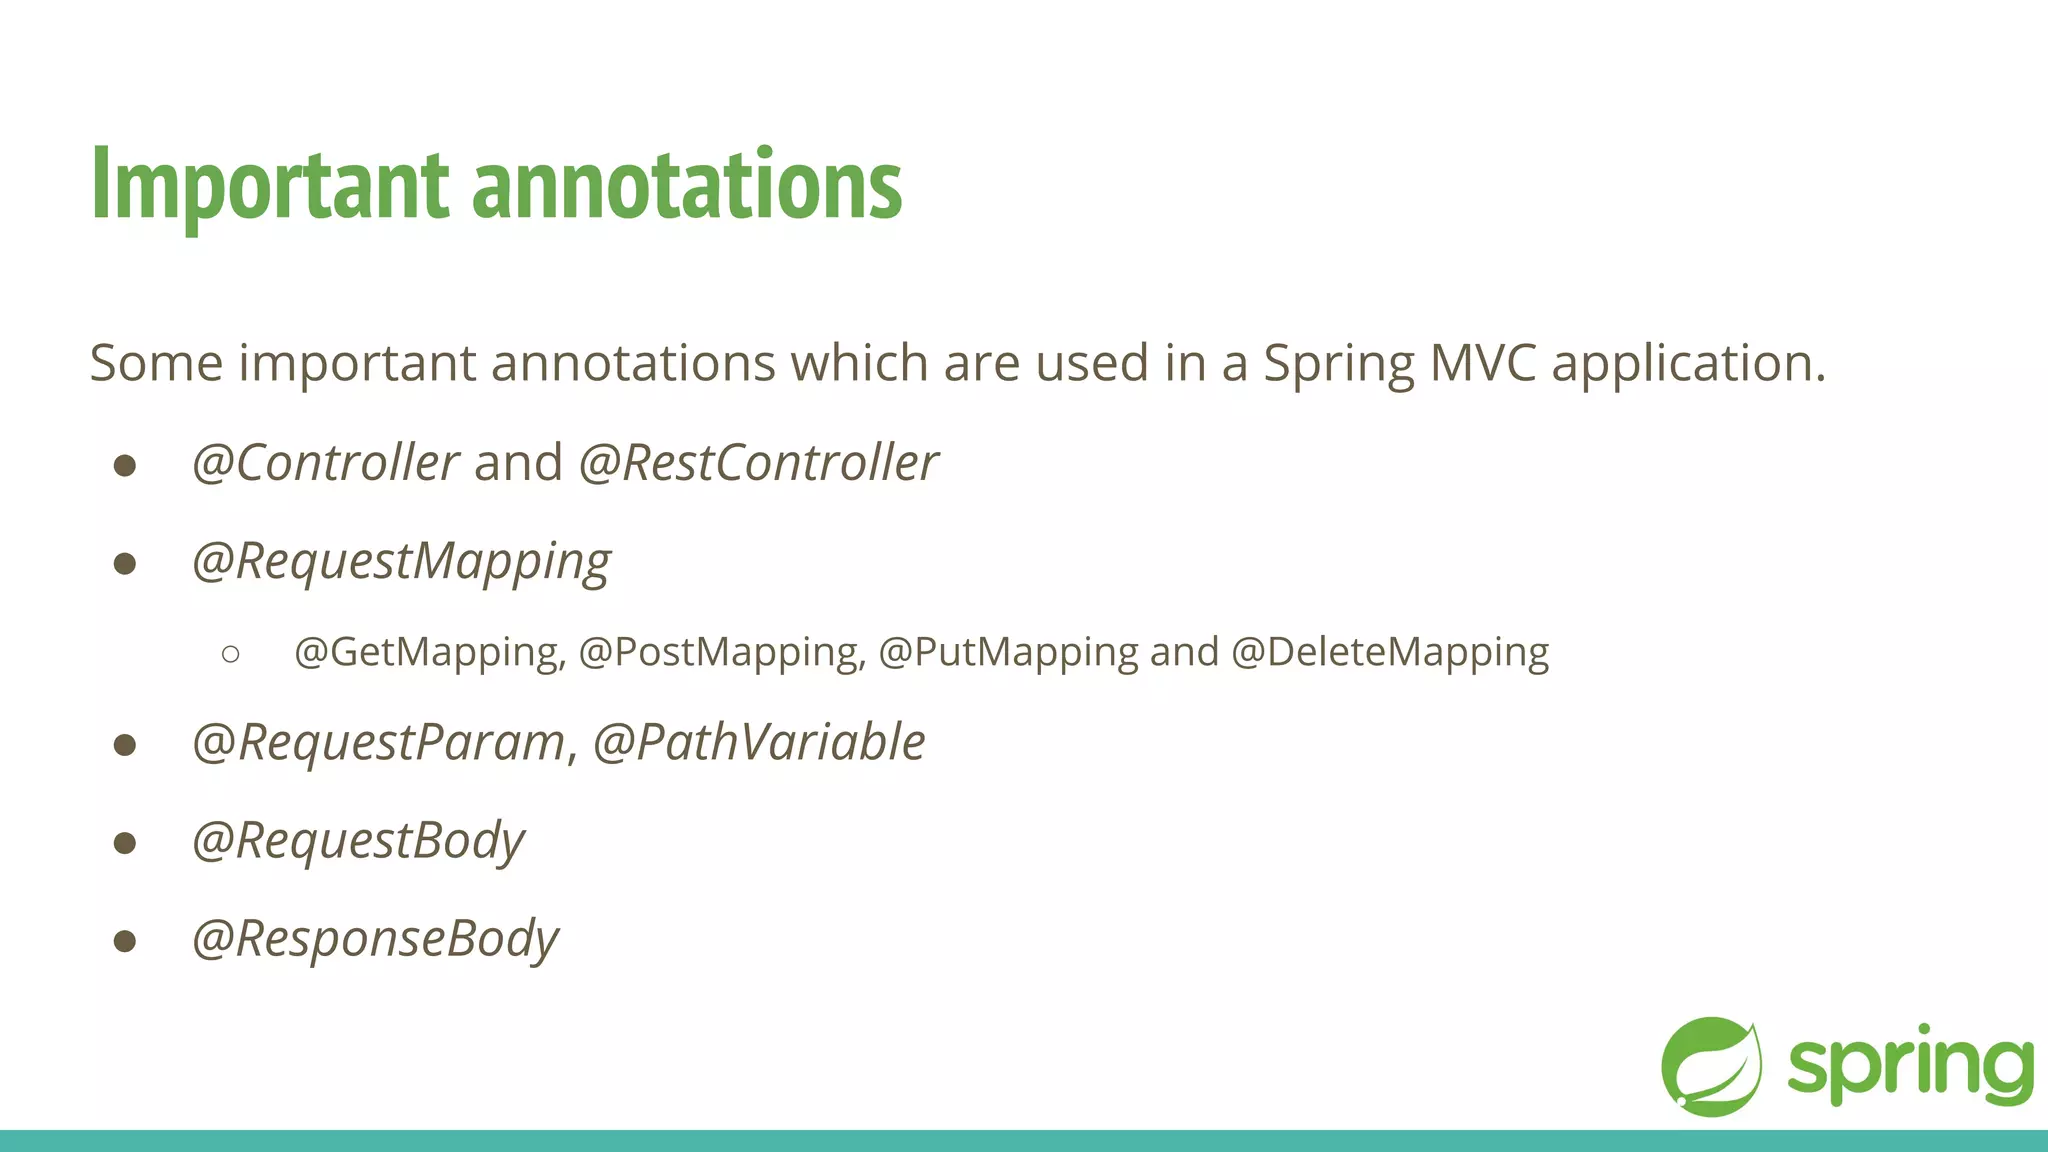 Important annotations
Some important annotations which are used in a Spring MVC application.
● @Controller and @RestController
● @RequestMapping
○ @GetMapping, @PostMapping, @PutMapping and @DeleteMapping
● @RequestParam, @PathVariable
● @RequestBody
● @ResponseBody
spring